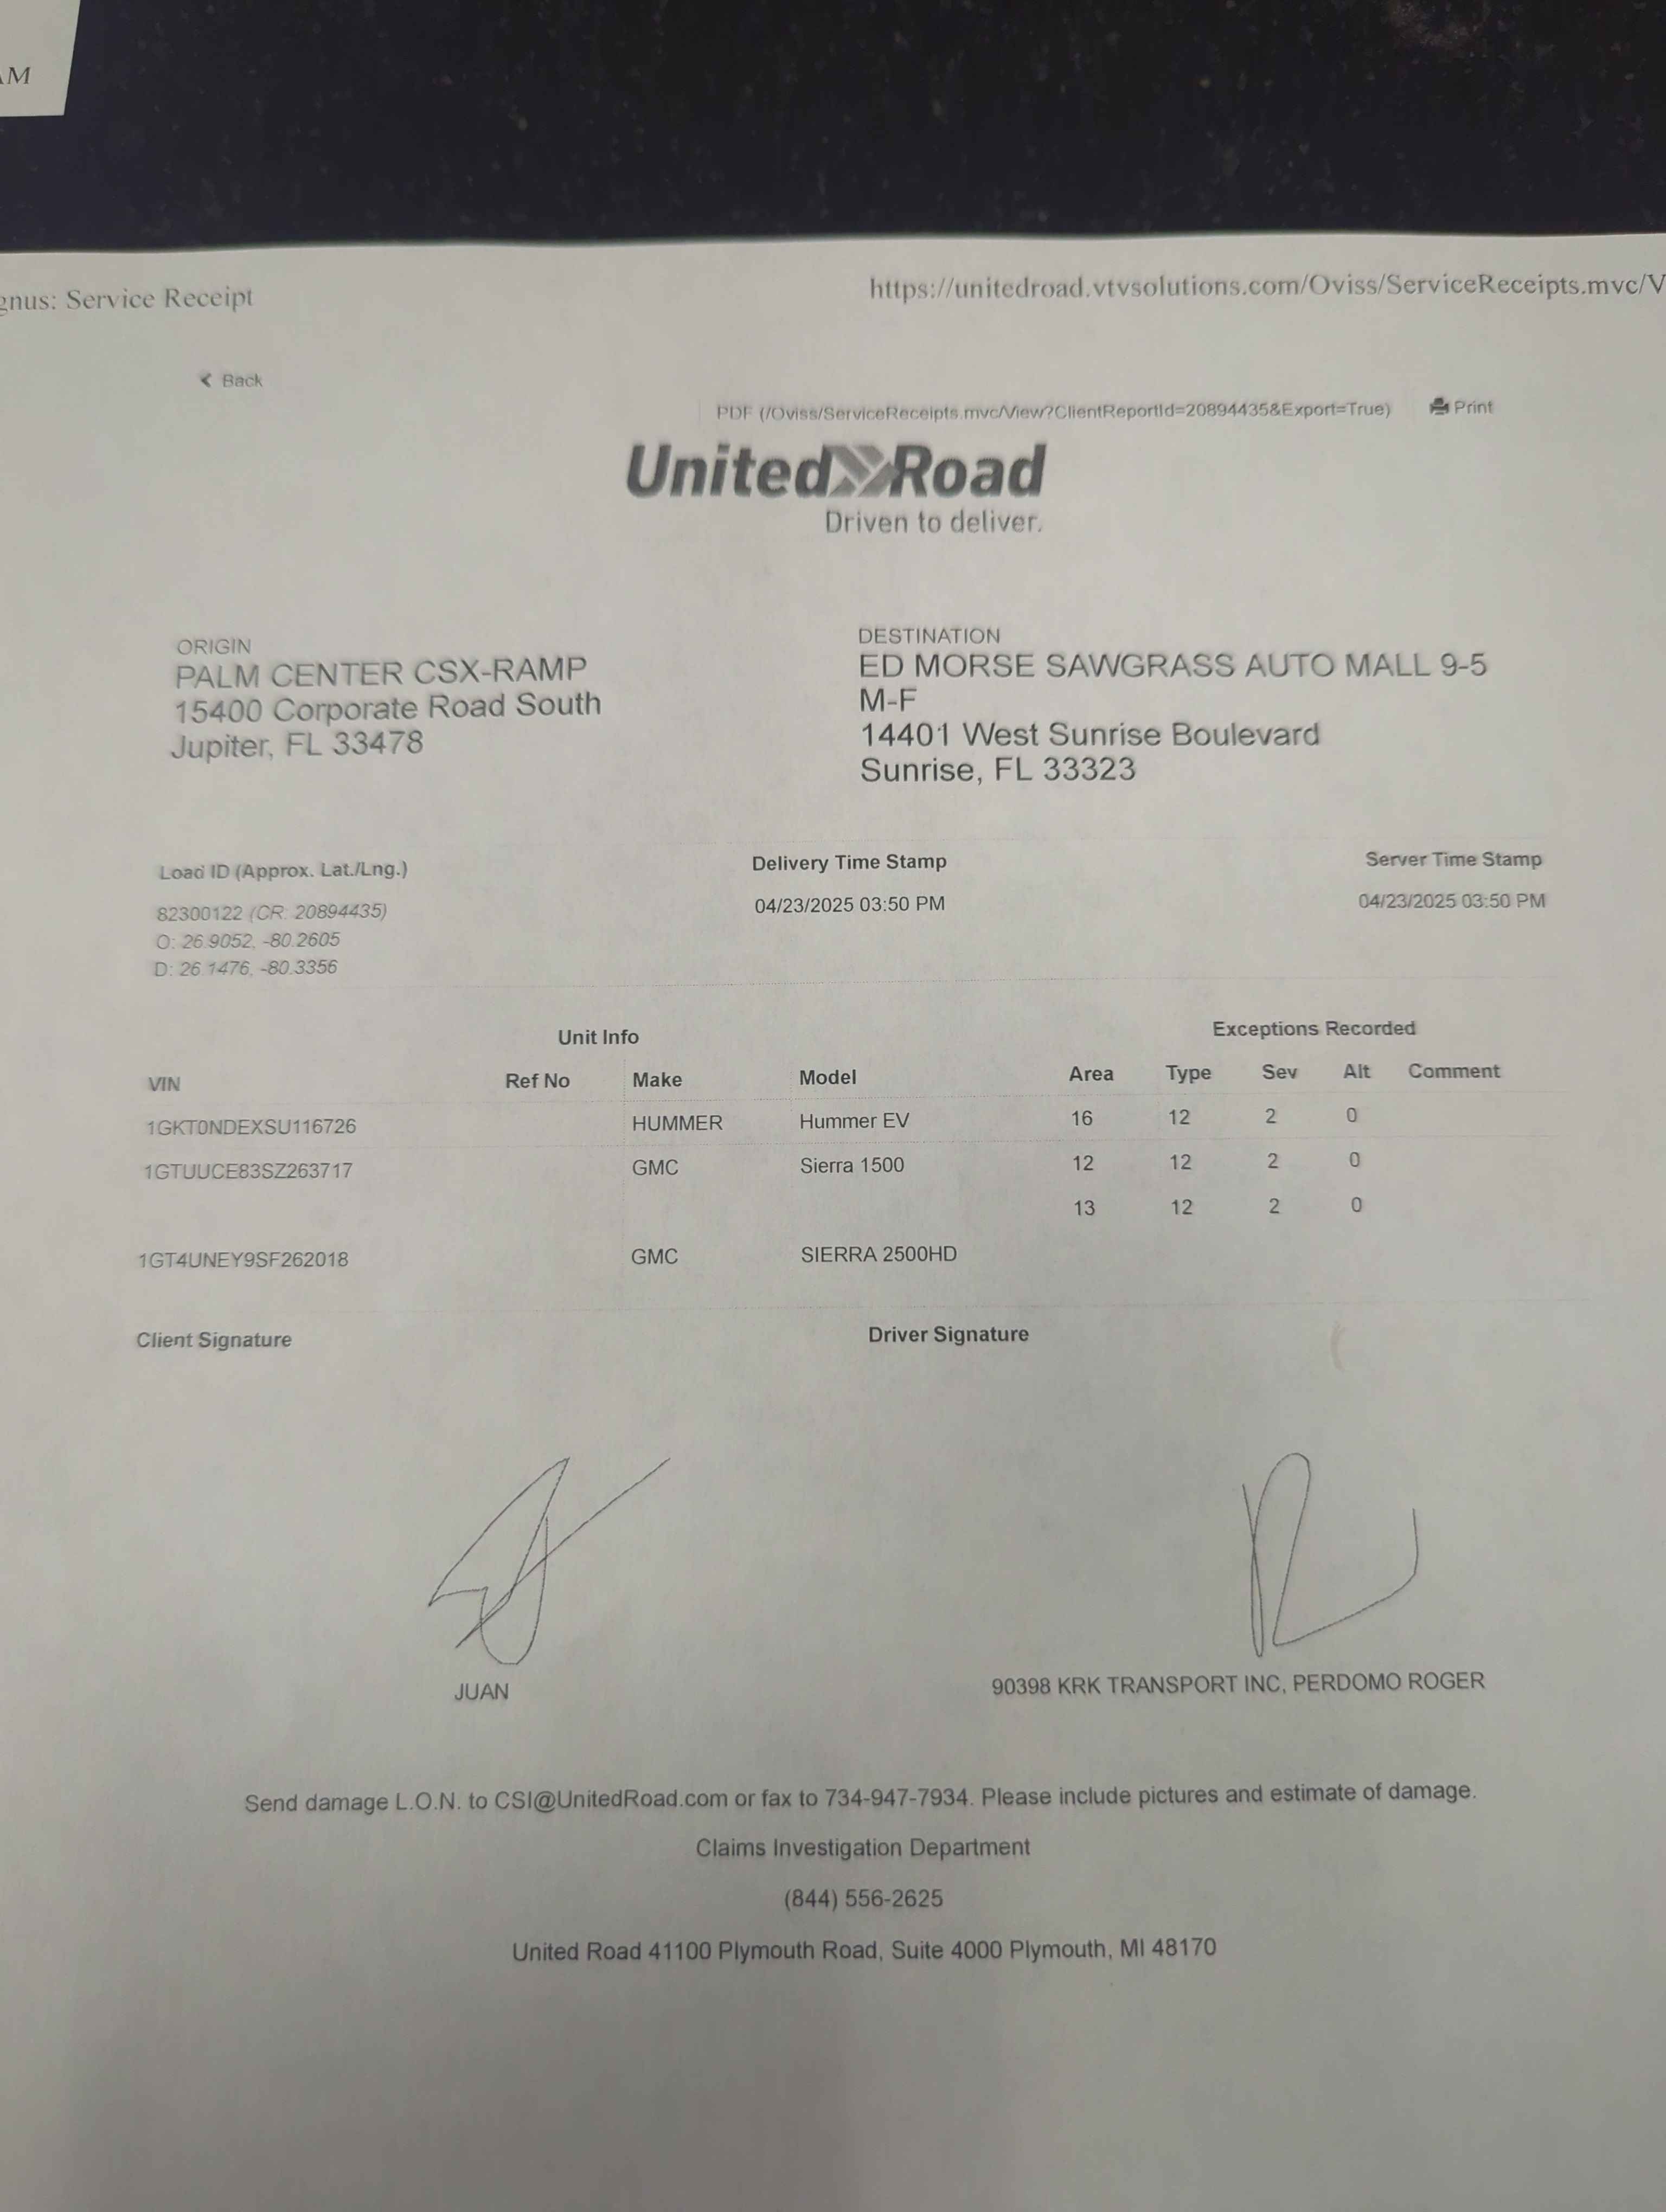 AM
gnus: Service Receipt https://unitedroad.vtvsolutions.com/Oviss/ServiceReceipts.mvc/V
Back
PDF (/Oviss/ServiceReceipts.mvc/View?ClientReportId=20894435&Export=True) Print
United Road
Driven to deliver.
ORIGIN
PALM CENTER CSX-RAMP
15400 Corporate Road South
Jupiter, FL 33478
DESTINATION
ED MORSE SAWGRASS AUTO MALL 9-5
M-F
14401 West Sunrise Boulevard
Sunrise, FL 33323
Load ID (Approx. Lat./Lng.) Delivery Time Stamp Server Time Stamp
82300122 (CR: 20894435) 04/23/2025 03:50 PM 04/23/2025 03:50 PM
O: 26.9052, -80.2605
D: 26.1476, -80.3356
Unit Info Exceptions Recorded
VIN Ref No Make Model Area Type Sev Alt Comment
1GKT0NDEXSU116726 HUMMER Hummer EV 16 12 2 0
1GTUUCE83SZ263717 GMC Sierra 1500 12 12 2 0
13 12 2 0
1GT4UNEY9SF262018 GMC SIERRA 2500HD
Client Signature Driver Signature
JUAN 90398 KRK TRANSPORT INC, PERDOMO ROGER
Send damage L.O.N. to CSI@UnitedRoad.com or fax to 734-947-7934. Please include pictures and estimate of damage.
Claims Investigation Department
(844) 556-2625
United Road 41100 Plymouth Road, Suite 4000 Plymouth, MI 48170